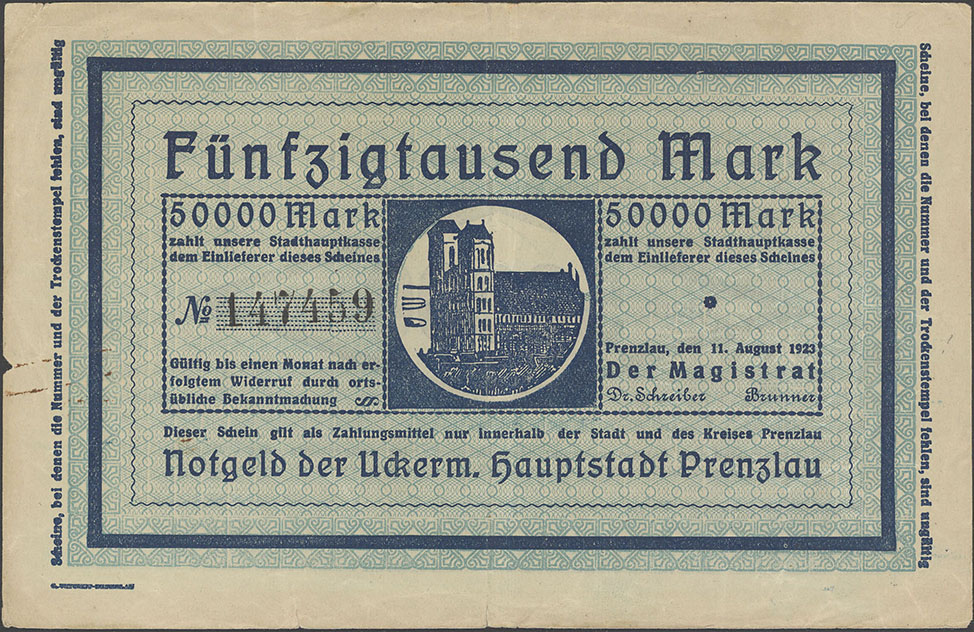 Scheine, bei denen die Nummer und der Trockenstempel fehlen, sind ungültig
Fünfzigtausend Mark
50000 Mark
zahlt unsere Stadthauptkasse
dem Einlieferer dieses Scheines
№ 147459
Gültig bis einen Monat nach er-
folgtem Widerruf durch orts-
übliche Bekanntmachung
50000 Mark
zahlt unsere Stadthauptkasse
dem Einlieferer dieses Scheines
Prenzlau, den 11. August 1923
Der Magistrat
Dr. Schreiber Brunner
Dieser Schein gilt als Zahlungsmittel nur innerhalb der Stadt und des Kreises Prenzlau
Notgeld der Uckerm. Hauptstadt Prenzlau
Scheine, bei denen die Nummer und der Trockenstempel fehlen, sind ungültig